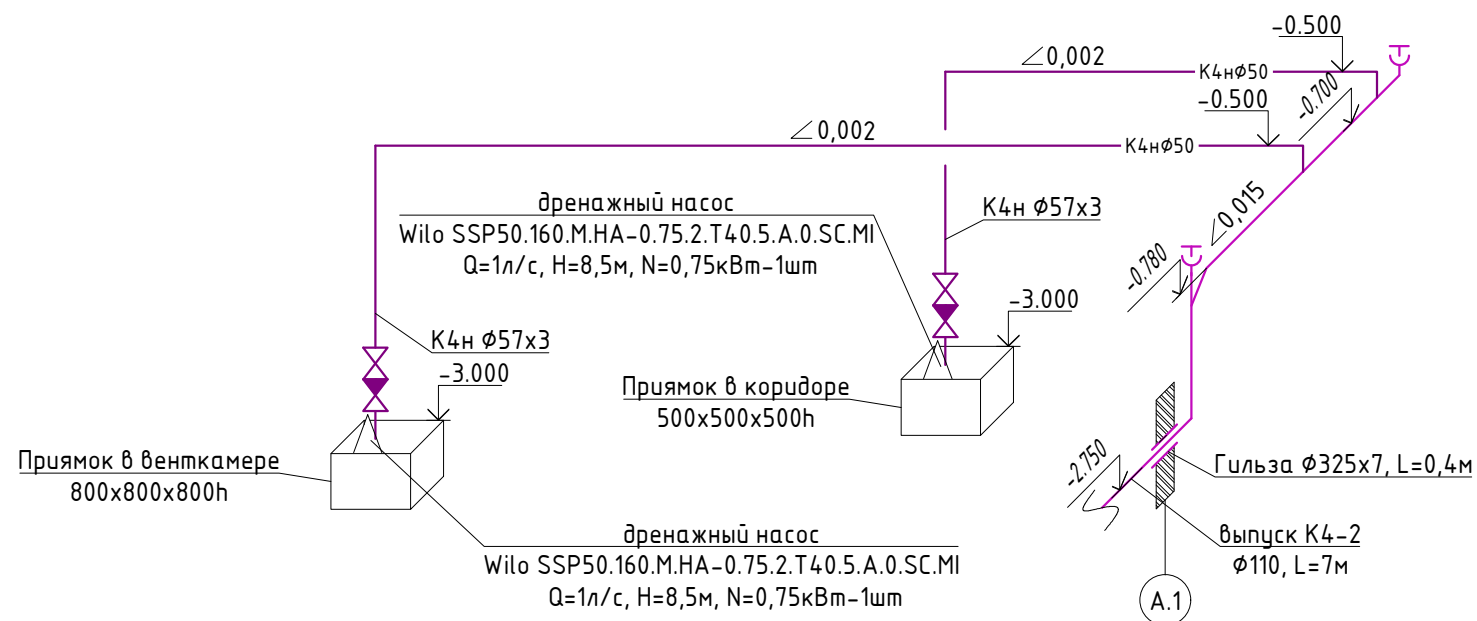 -0.500
∠0,002
К4нФ50
-0.700
-0.500
∠0,002
К4нФ50
дренажный насос
Wilo SSP50.160.M.HA-0.75.2.T40.5.A.0.SC.MI
Q=1л/с, H=8,5м, N=0,75кВт-1шт
К4н Ф57х3
∠0,015
-0.780
-3.000
К4н Ф57х3
-3.000
Приямок в коридоре
500х500х500h
Приямок в венткамере
800х800х800h
-2.750
Гильза Ф325х7, L=0,4м
дренажный насос
Wilo SSP50.160.M.HA-0.75.2.T40.5.A.0.SC.MI
Q=1л/с, H=8,5м, N=0,75кВт-1шт
выпуск К4-2
Ф110, L=7м
А.1